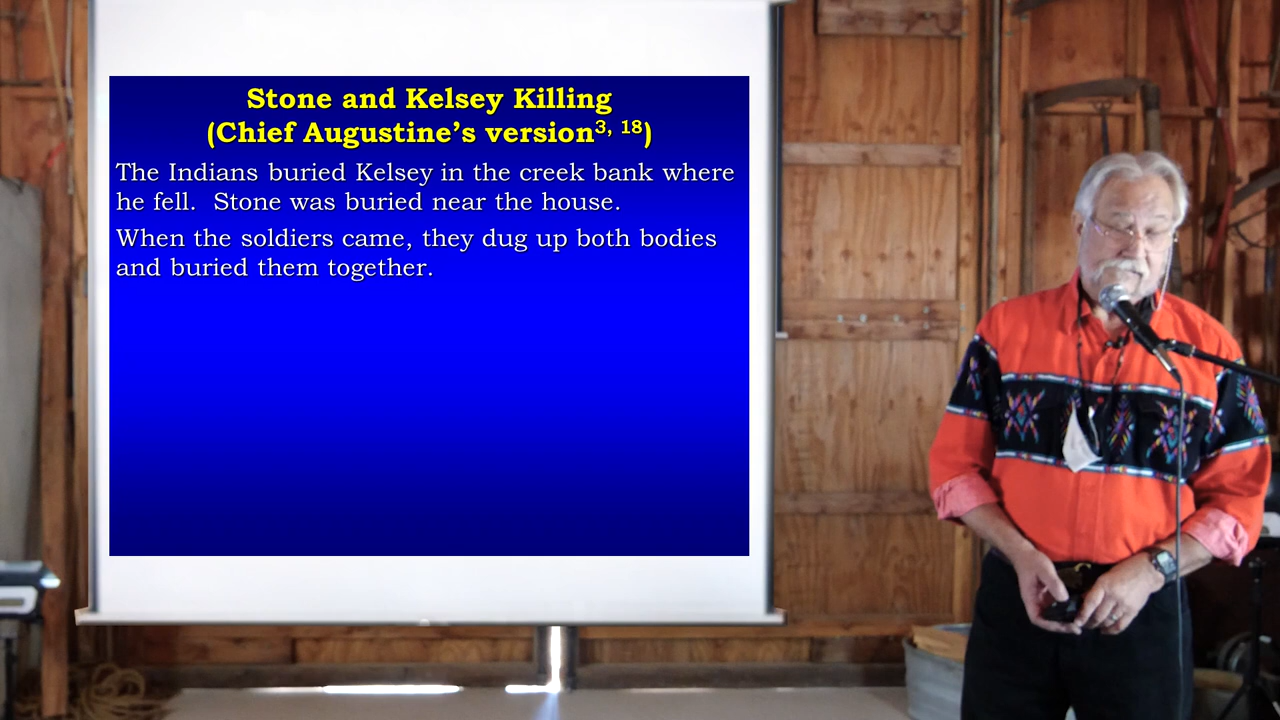 Stone and Kelsey Killing
(Chief Augustine’s version3, 18)
The Indians buried Kelsey in the creek bank where
he fell.  Stone was buried near the house.
When the soldiers came, they dug up both bodies
and buried them together.